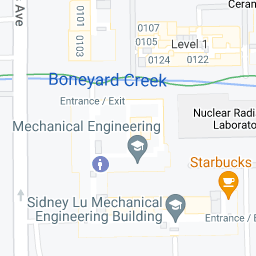 Ceram
0107
0101
0105
Level 1
0103
0124
0122
Ave
Boneyard Creek
Entrance / Exit
Nuclear Radi
Laborato
Mechanical Engineering
Starbucks
Sidney Lu Mechanical
Engineering Building
Entrance / E